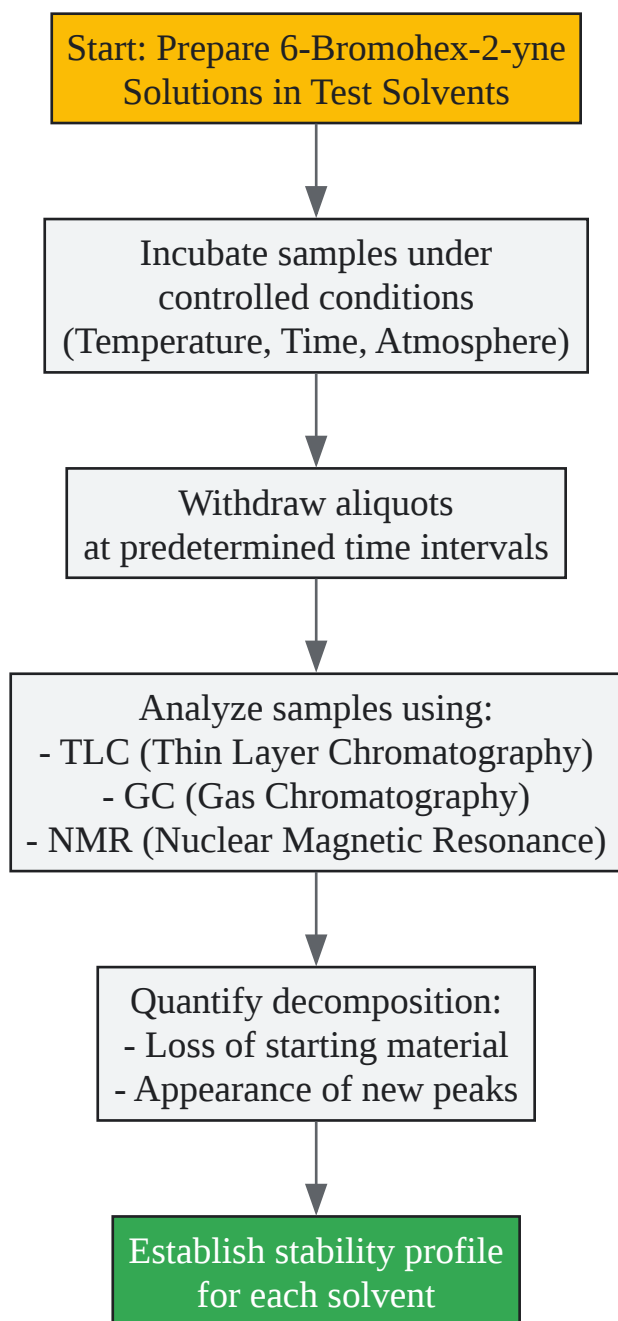 Start: Prepare 6-Bromohex-2-yne
Solutions in Test Solvents
Incubate samples under
controlled conditions
(Temperature, Time, Atmosphere)
Withdraw aliquots
at predetermined time intervals
Analyze samples using:
- TLC (Thin Layer Chromatography)
- GC (Gas Chromatography)
- NMR (Nuclear Magnetic Resonance)
Quantify decomposition:
- Loss of starting material
- Appearance of new peaks
Establish stability profile
for each solvent